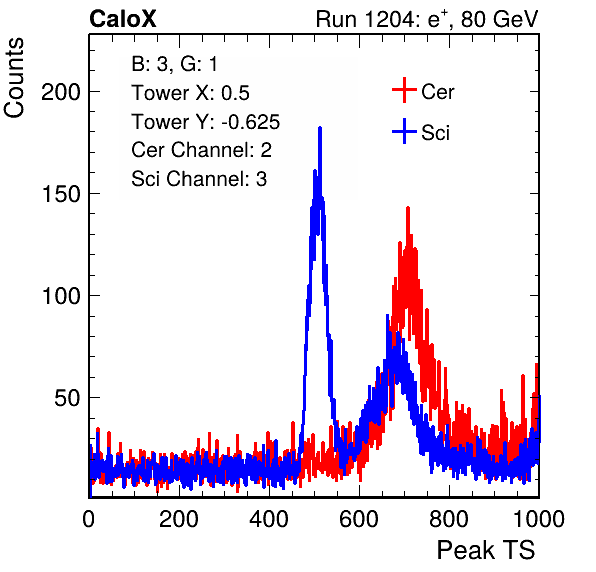 CaloX
Run 1204: e+, 80 GeV
Counts
B: 3, G: 1
Tower X: 0.5
Tower Y: -0.625
Cer Channel: 2
Sci Channel: 3
Cer
Sci
200
150
100
50
0
200
400
600
800
1000
Peak TS